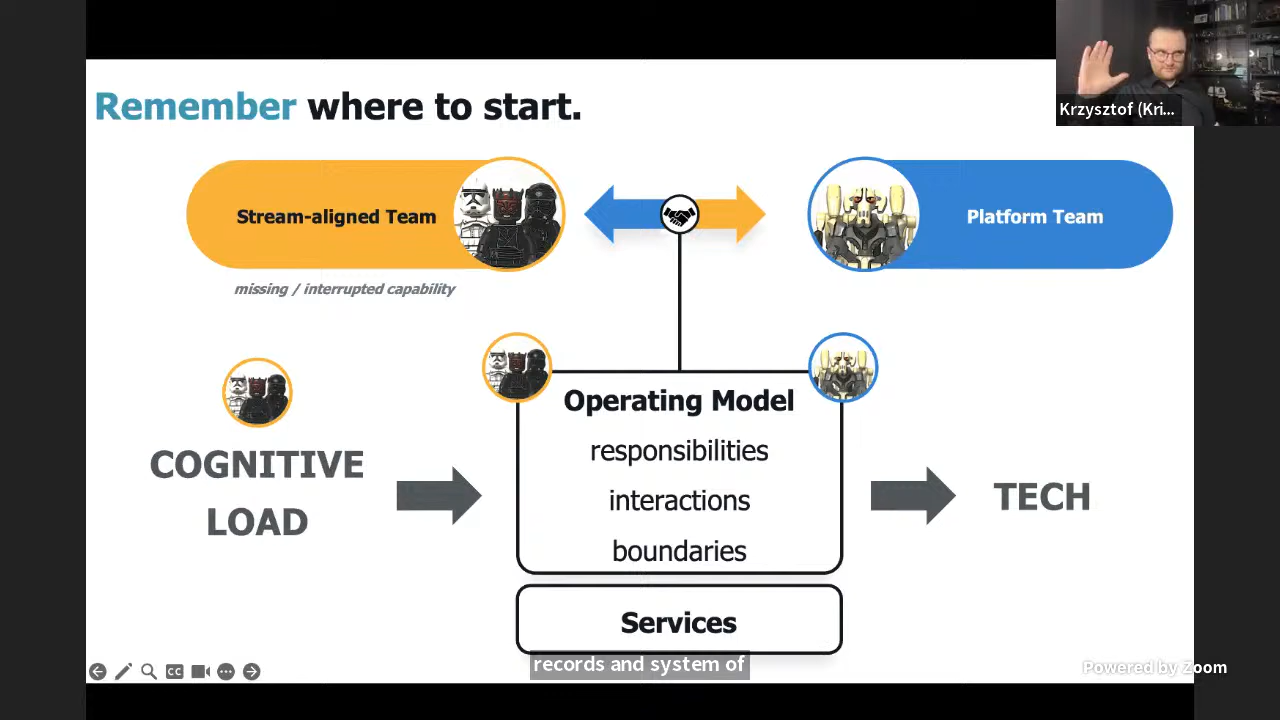 Krzysztof (Kri...
Remember where to start.
Stream-aligned Team
Platform Team
missing / interrupted capability
COGNITIVE
LOAD
Operating Model
responsibilities
interactions
boundaries
TECH
Services
records and system of
CC
Powered by Zoom